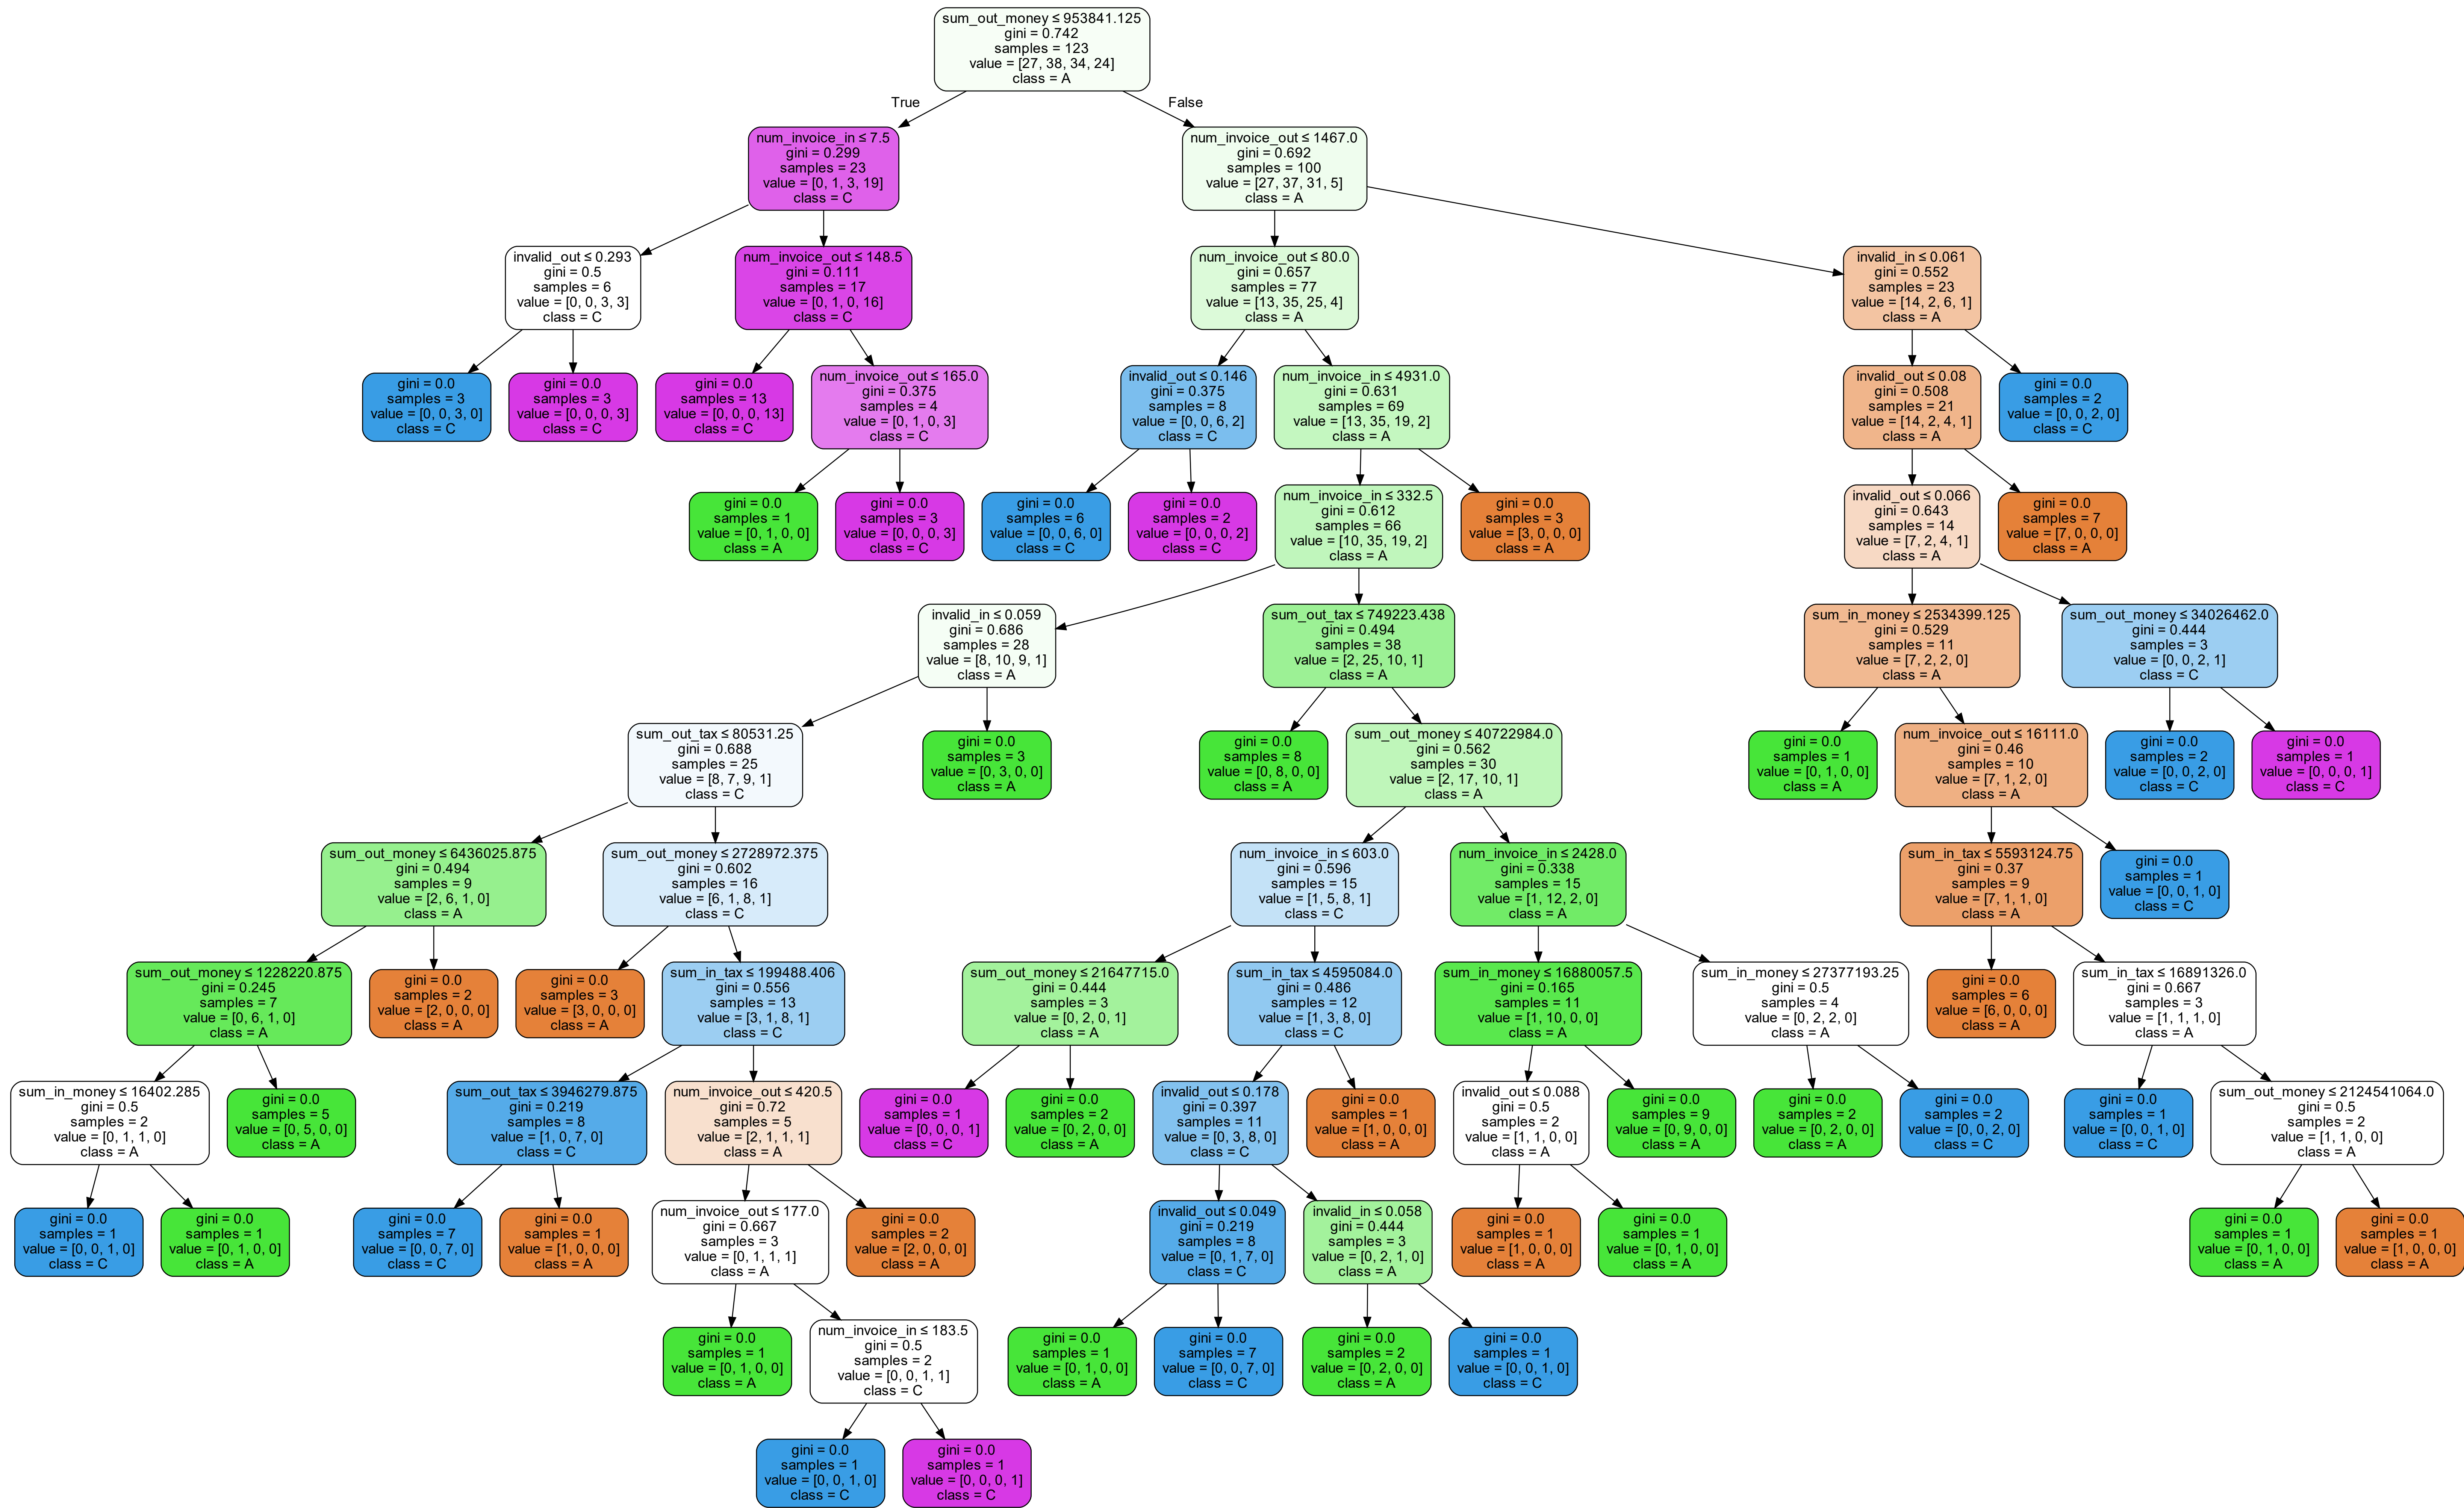 sum_out_money ≤ 953841.125
gini = 0.742
samples = 123
value = [27, 38, 34, 24]
class = A
True
False
num_invoice_in ≤ 7.5
gini = 0.299
samples = 23
value = [0, 1, 3, 19]
class = C
num_invoice_out ≤ 1467.0
gini = 0.692
samples = 100
value = [27, 37, 31, 5]
class = A
invalid_out ≤ 0.293
gini = 0.5
samples = 6
value = [0, 0, 3, 3]
class = C
num_invoice_out ≤ 148.5
gini = 0.111
samples = 17
value = [0, 1, 0, 16]
class = C
num_invoice_out ≤ 80.0
gini = 0.657
samples = 77
value = [13, 35, 25, 4]
class = A
invalid_in ≤ 0.061
gini = 0.552
samples = 23
value = [14, 2, 6, 1]
class = A
gini = 0.0
samples = 3
value = [0, 0, 3, 0]
class = C
gini = 0.0
samples = 3
value = [0, 0, 0, 3]
class = C
gini = 0.0
samples = 13
value = [0, 0, 0, 13]
class = C
num_invoice_out ≤ 165.0
gini = 0.375
samples = 4
value = [0, 1, 0, 3]
class = C
invalid_out ≤ 0.146
gini = 0.375
samples = 8
value = [0, 0, 6, 2]
class = C
num_invoice_in ≤ 4931.0
gini = 0.631
samples = 69
value = [13, 35, 19, 2]
class = A
invalid_out ≤ 0.08
gini = 0.508
samples = 21
value = [14, 2, 4, 1]
class = A
gini = 0.0
samples = 2
value = [0, 0, 2, 0]
class = C
gini = 0.0
samples = 1
value = [0, 1, 0, 0]
class = A
gini = 0.0
samples = 3
value = [0, 0, 0, 3]
class = C
gini = 0.0
samples = 6
value = [0, 0, 6, 0]
class = C
gini = 0.0
samples = 2
value = [0, 0, 0, 2]
class = C
num_invoice_in ≤ 332.5
gini = 0.612
samples = 66
value = [10, 35, 19, 2]
class = A
gini = 0.0
samples = 3
value = [3, 0, 0, 0]
class = A
invalid_out ≤ 0.066
gini = 0.643
samples = 14
value = [7, 2, 4, 1]
class = A
gini = 0.0
samples = 7
value = [7, 0, 0, 0]
class = A
invalid_in ≤ 0.059
gini = 0.686
samples = 28
value = [8, 10, 9, 1]
class = A
sum_out_tax ≤ 749223.438
gini = 0.494
samples = 38
value = [2, 25, 10, 1]
class = A
sum_in_money ≤ 2534399.125
gini = 0.529
samples = 11
value = [7, 2, 2, 0]
class = A
sum_out_money ≤ 34026462.0
gini = 0.444
samples = 3
value = [0, 0, 2, 1]
class = C
sum_out_tax ≤ 80531.25
gini = 0.688
samples = 25
value = [8, 7, 9, 1]
class = C
gini = 0.0
samples = 3
value = [0, 3, 0, 0]
class = A
gini = 0.0
samples = 8
value = [0, 8, 0, 0]
class = A
sum_out_money ≤ 40722984.0
gini = 0.562
samples = 30
value = [2, 17, 10, 1]
class = A
gini = 0.0
samples = 1
value = [0, 1, 0, 0]
class = A
num_invoice_out ≤ 16111.0
gini = 0.46
samples = 10
value = [7, 1, 2, 0]
class = A
gini = 0.0
samples = 2
value = [0, 0, 2, 0]
class = C
gini = 0.0
samples = 1
value = [0, 0, 0, 1]
class = C
sum_out_money ≤ 6436025.875
gini = 0.494
samples = 9
value = [2, 6, 1, 0]
class = A
sum_out_money ≤ 2728972.375
gini = 0.602
samples = 16
value = [6, 1, 8, 1]
class = C
num_invoice_in ≤ 603.0
gini = 0.596
samples = 15
value = [1, 5, 8, 1]
class = C
num_invoice_in ≤ 2428.0
gini = 0.338
samples = 15
value = [1, 12, 2, 0]
class = A
sum_in_tax ≤ 5593124.75
gini = 0.37
samples = 9
value = [7, 1, 1, 0]
class = A
gini = 0.0
samples = 1
value = [0, 0, 1, 0]
class = C
sum_out_money ≤ 1228220.875
gini = 0.245
samples = 7
value = [0, 6, 1, 0]
class = A
gini = 0.0
samples = 2
value = [2, 0, 0, 0]
class = A
gini = 0.0
samples = 3
value = [3, 0, 0, 0]
class = A
sum_in_tax ≤ 199488.406
gini = 0.556
samples = 13
value = [3, 1, 8, 1]
class = C
sum_out_money ≤ 21647715.0
gini = 0.444
samples = 3
value = [0, 2, 0, 1]
class = A
sum_in_tax ≤ 4595084.0
gini = 0.486
samples = 12
value = [1, 3, 8, 0]
class = C
sum_in_money ≤ 16880057.5
gini = 0.165
samples = 11
value = [1, 10, 0, 0]
class = A
sum_in_money ≤ 27377193.25
gini = 0.5
samples = 4
value = [0, 2, 2, 0]
class = A
gini = 0.0
samples = 6
value = [6, 0, 0, 0]
class = A
sum_in_tax ≤ 16891326.0
gini = 0.667
samples = 3
value = [1, 1, 1, 0]
class = A
sum_in_money ≤ 16402.285
gini = 0.5
samples = 2
value = [0, 1, 1, 0]
class = A
gini = 0.0
samples = 5
value = [0, 5, 0, 0]
class = A
sum_out_tax ≤ 3946279.875
gini = 0.219
samples = 8
value = [1, 0, 7, 0]
class = C
num_invoice_out ≤ 420.5
gini = 0.72
samples = 5
value = [2, 1, 1, 1]
class = A
gini = 0.0
samples = 1
value = [0, 0, 0, 1]
class = C
gini = 0.0
samples = 2
value = [0, 2, 0, 0]
class = A
invalid_out ≤ 0.178
gini = 0.397
samples = 11
value = [0, 3, 8, 0]
class = C
gini = 0.0
samples = 1
value = [1, 0, 0, 0]
class = A
invalid_out ≤ 0.088
gini = 0.5
samples = 2
value = [1, 1, 0, 0]
class = A
gini = 0.0
samples = 9
value = [0, 9, 0, 0]
class = A
gini = 0.0
samples = 2
value = [0, 2, 0, 0]
class = A
gini = 0.0
samples = 2
value = [0, 0, 2, 0]
class = C
gini = 0.0
samples = 1
value = [0, 0, 1, 0]
class = C
sum_out_money ≤ 2124541064.0
gini = 0.5
samples = 2
value = [1, 1, 0, 0]
class = A
gini = 0.0
samples = 1
value = [0, 0, 1, 0]
class = C
gini = 0.0
samples = 1
value = [0, 1, 0, 0]
class = A
gini = 0.0
samples = 7
value = [0, 0, 7, 0]
class = C
gini = 0.0
samples = 1
value = [1, 0, 0, 0]
class = A
num_invoice_out ≤ 177.0
gini = 0.667
samples = 3
value = [0, 1, 1, 1]
class = A
gini = 0.0
samples = 2
value = [2, 0, 0, 0]
class = A
invalid_out ≤ 0.049
gini = 0.219
samples = 8
value = [0, 1, 7, 0]
class = C
invalid_in ≤ 0.058
gini = 0.444
samples = 3
value = [0, 2, 1, 0]
class = A
gini = 0.0
samples = 1
value = [1, 0, 0, 0]
class = A
gini = 0.0
samples = 1
value = [0, 1, 0, 0]
class = A
gini = 0.0
samples = 1
value = [0, 1, 0, 0]
class = A
gini = 0.0
samples = 1
value = [1, 0, 0, 0]
class = A
gini = 0.0
samples = 1
value = [0, 1, 0, 0]
class = A
num_invoice_in ≤ 183.5
gini = 0.5
samples = 2
value = [0, 0, 1, 1]
class = C
gini = 0.0
samples = 1
value = [0, 1, 0, 0]
class = A
gini = 0.0
samples = 7
value = [0, 0, 7, 0]
class = C
gini = 0.0
samples = 2
value = [0, 2, 0, 0]
class = A
gini = 0.0
samples = 1
value = [0, 0, 1, 0]
class = C
gini = 0.0
samples = 1
value = [0, 0, 1, 0]
class = C
gini = 0.0
samples = 1
value = [0, 0, 0, 1]
class = C